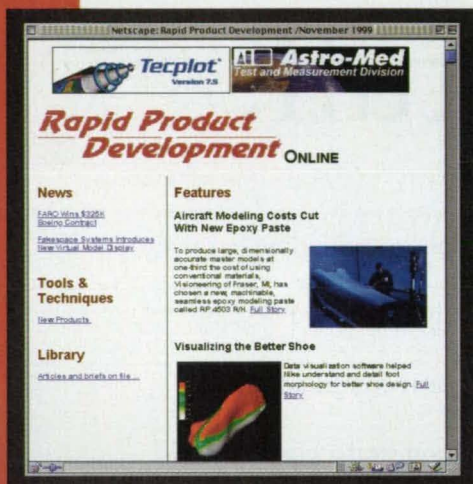 Netscape: Rapid Product Development /November 1999
Tecplot
Version 7.5
Astro-Med
Test and Measurement Division
Rapid Product
Development ONLINE
News
FARO Wins $325K
Boeing Contract
Fakespace Systems Introduces
New Virtual Model Display
Tools &
Techniques
New Products
Library
Articles and briefs on file ...
Features
Aircraft Modeling Costs Cut
With New Epoxy Paste
To produce large, dimensionally
accurate master models at
one-third the cost of using
conventional materials,
Visioneering of Fraser, MI, has
chosen a new, machinable,
seamless epoxy modeling paste
called RP 4503 R/H. Full Story
Visualizing the Better Shoe
Data visualization software helped
Nike understand and detail foot
morphology for better shoe design. Full
Story